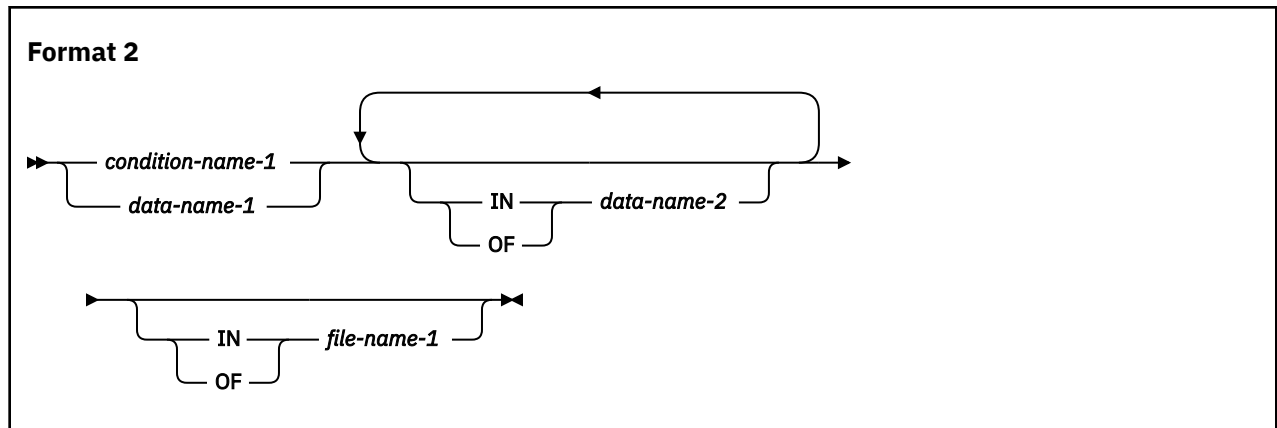 Format 2
condition-name-1
data-name-1
IN data-name-2
OF
IN file-name-1
OF